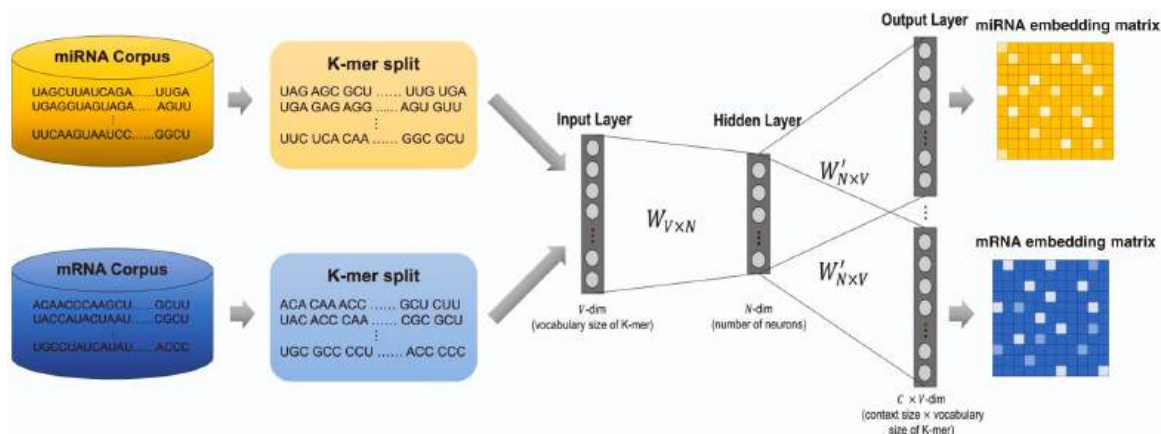 miRNA Corpus
UAGCUUAUCAGA......UUGA
UGAGGUAGUAGA......AGUU
⋮
UUCAAGUAAUCC......GGCU
K-mer split
UAG AGC GCU ...... UUG UGA
UGA GAG AGG ...... AGU GUU
⋮
UUC UCA CAA ...... GGC GCU
mRNA Corpus
ACAACCCAAGCU......GCUU
UACCAUACUAAU......CGCU
⋮
UGCCUAUCAUAU......ACCC
K-mer split
ACA CAA ACC ...... GCU CUU
UAC ACC CAA ...... CGC GCU
⋮
UGC GCC CCU ...... ACC CCC
Input Layer
V-dim
(vocabulary size of K-mer)
W_{V×N}
Hidden Layer
N-dim
(number of neurons)
W'_{N×V}
W'_{N×V}
Output Layer
C × V-dim
(context size × vocabulary
size of K-mer)
miRNA embedding matrix
mRNA embedding matrix